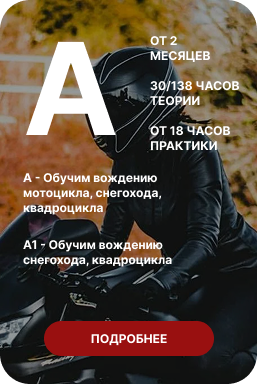 А
ОТ 2
МЕСЯЦЕВ
30/138 ЧАСОВ
ТЕОРИИ
ОТ 18 ЧАСОВ
ПРАКТИКИ
А - Обучим вождению
мотоцикла, снегохода,
квадроцикла
А1 - Обучим вождению
снегохода, квадроцикла
ПОДРОБНЕЕ